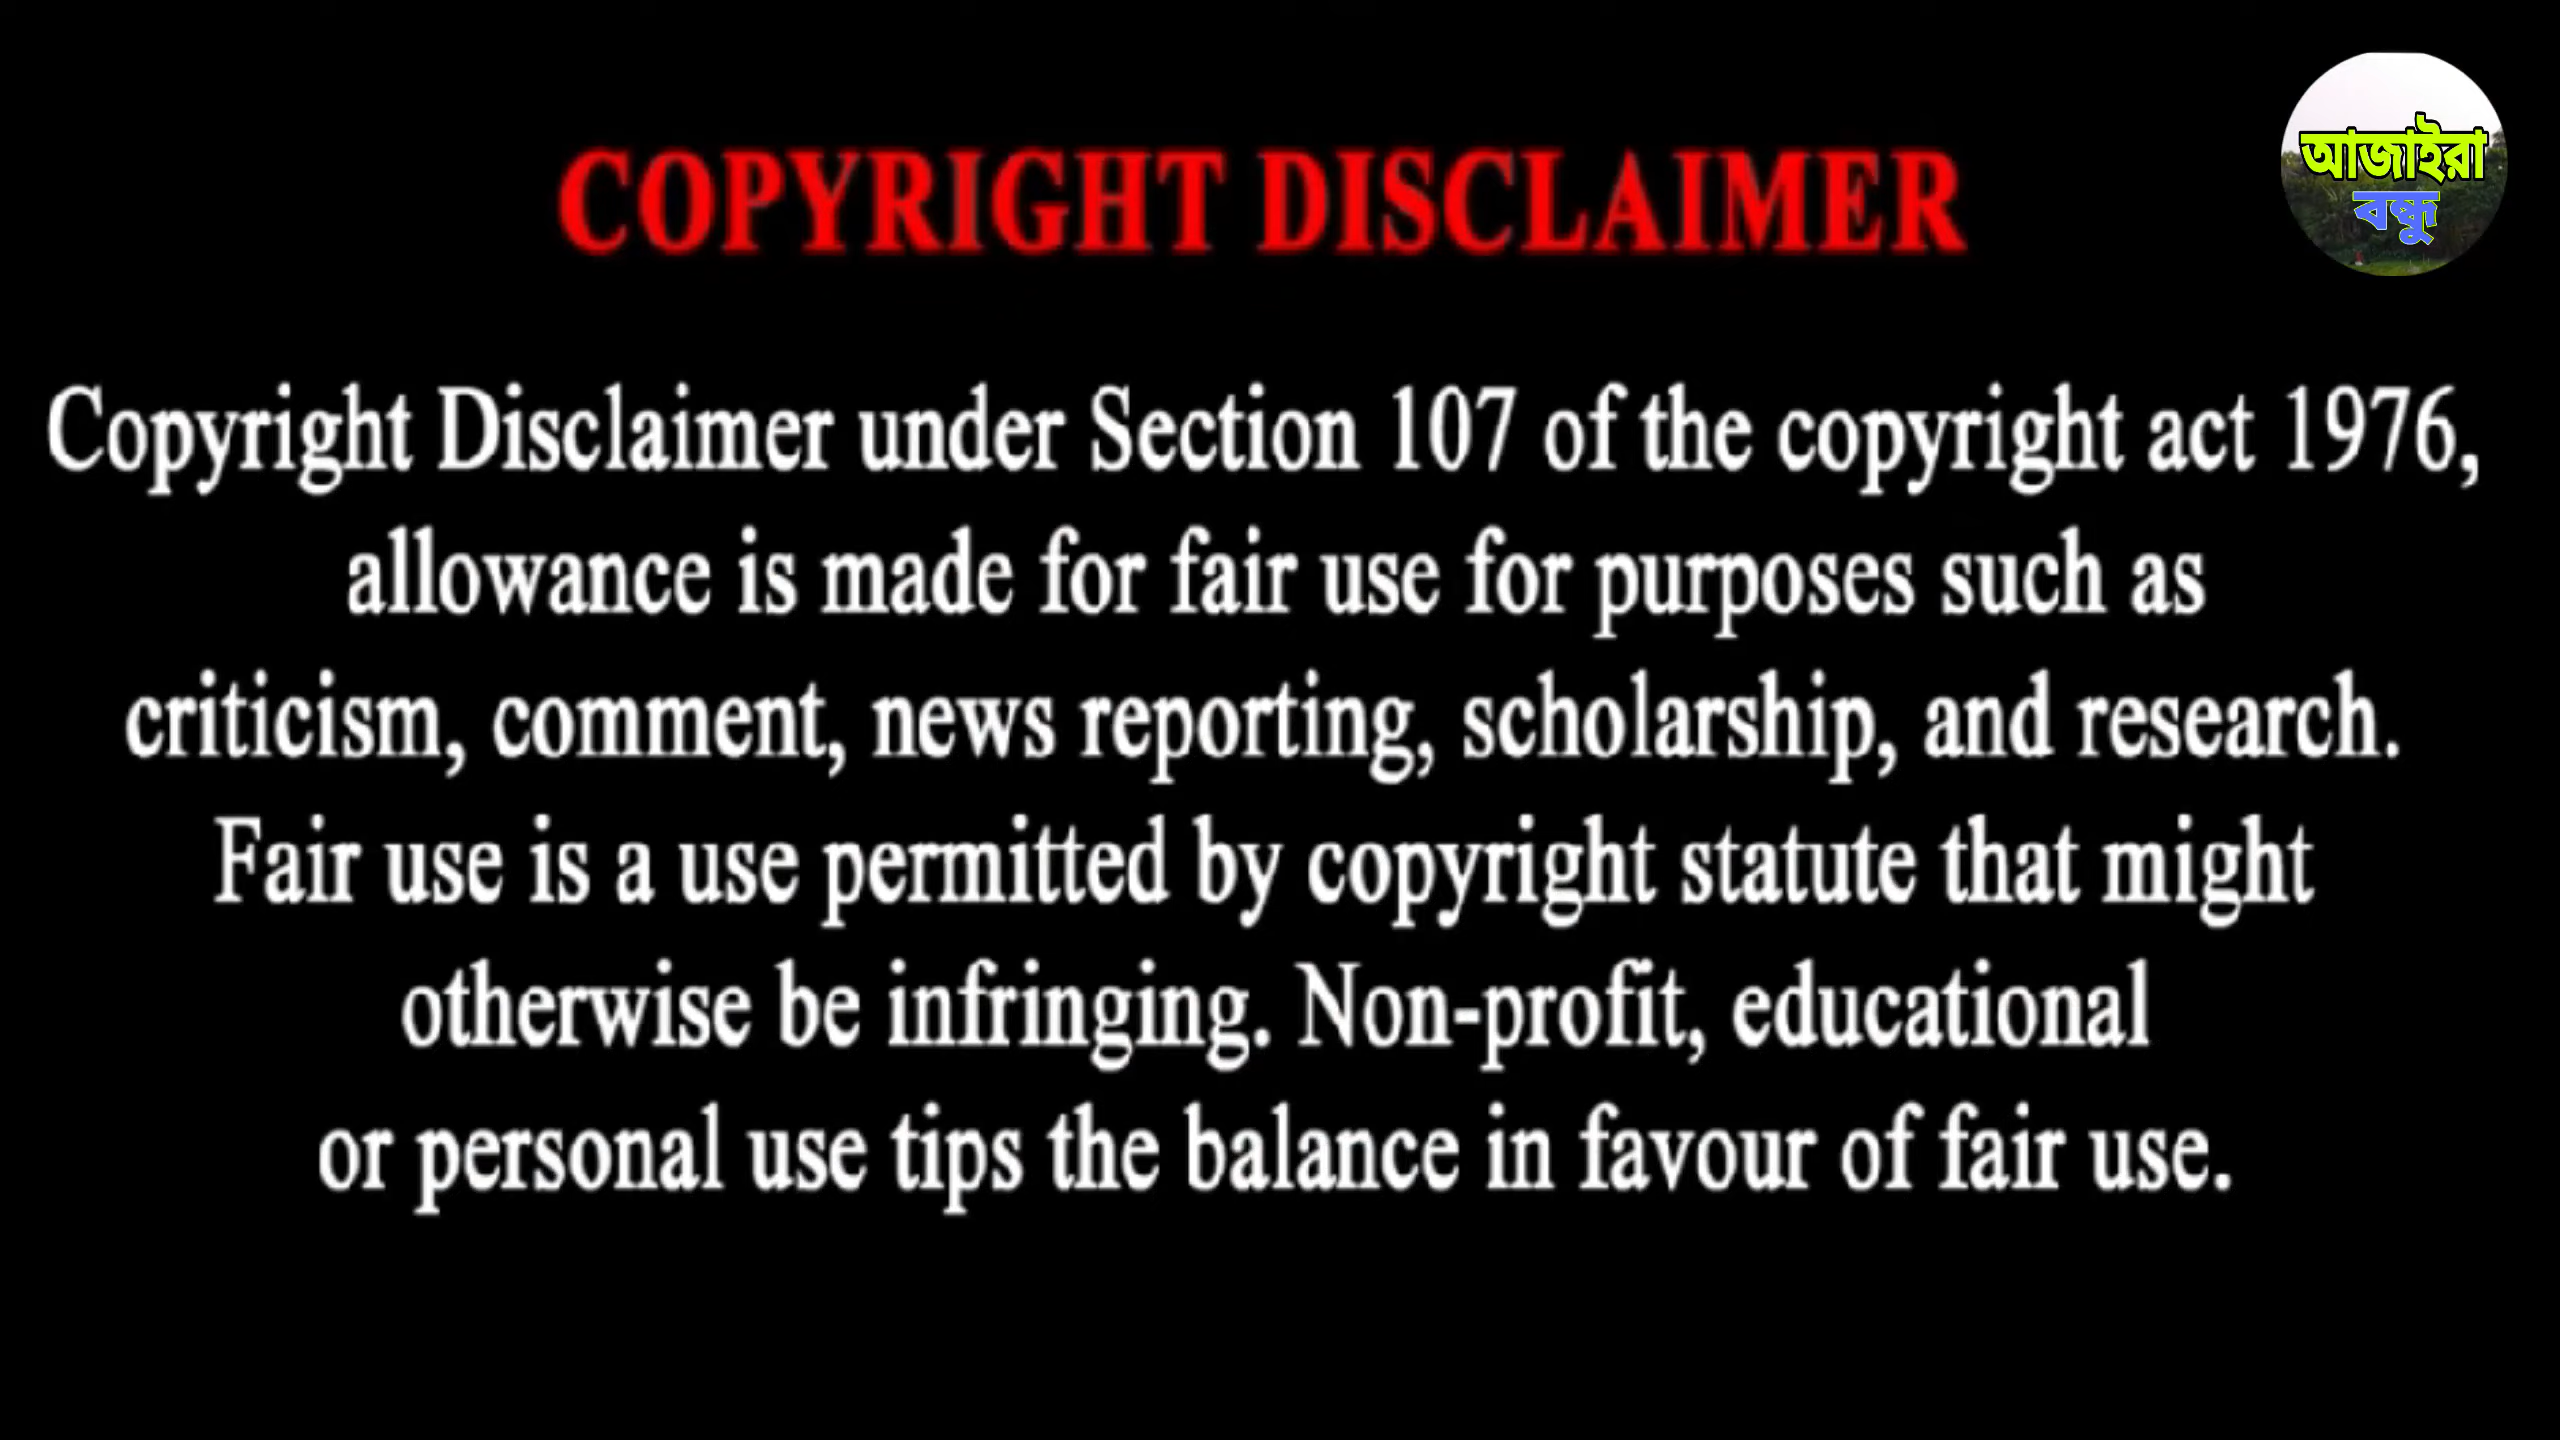 COPYRIGHT DISCLAIMER
আজাইরা
বন্ধু
Copyright Disclaimer under Section 107 of the copyright act 1976,
allowance is made for fair use for purposes such as
criticism, comment, news reporting, scholarship, and research.
Fair use is a use permitted by copyright statute that might
otherwise be infringing. Non-profit, educational
or personal use tips the balance in favour of fair use.